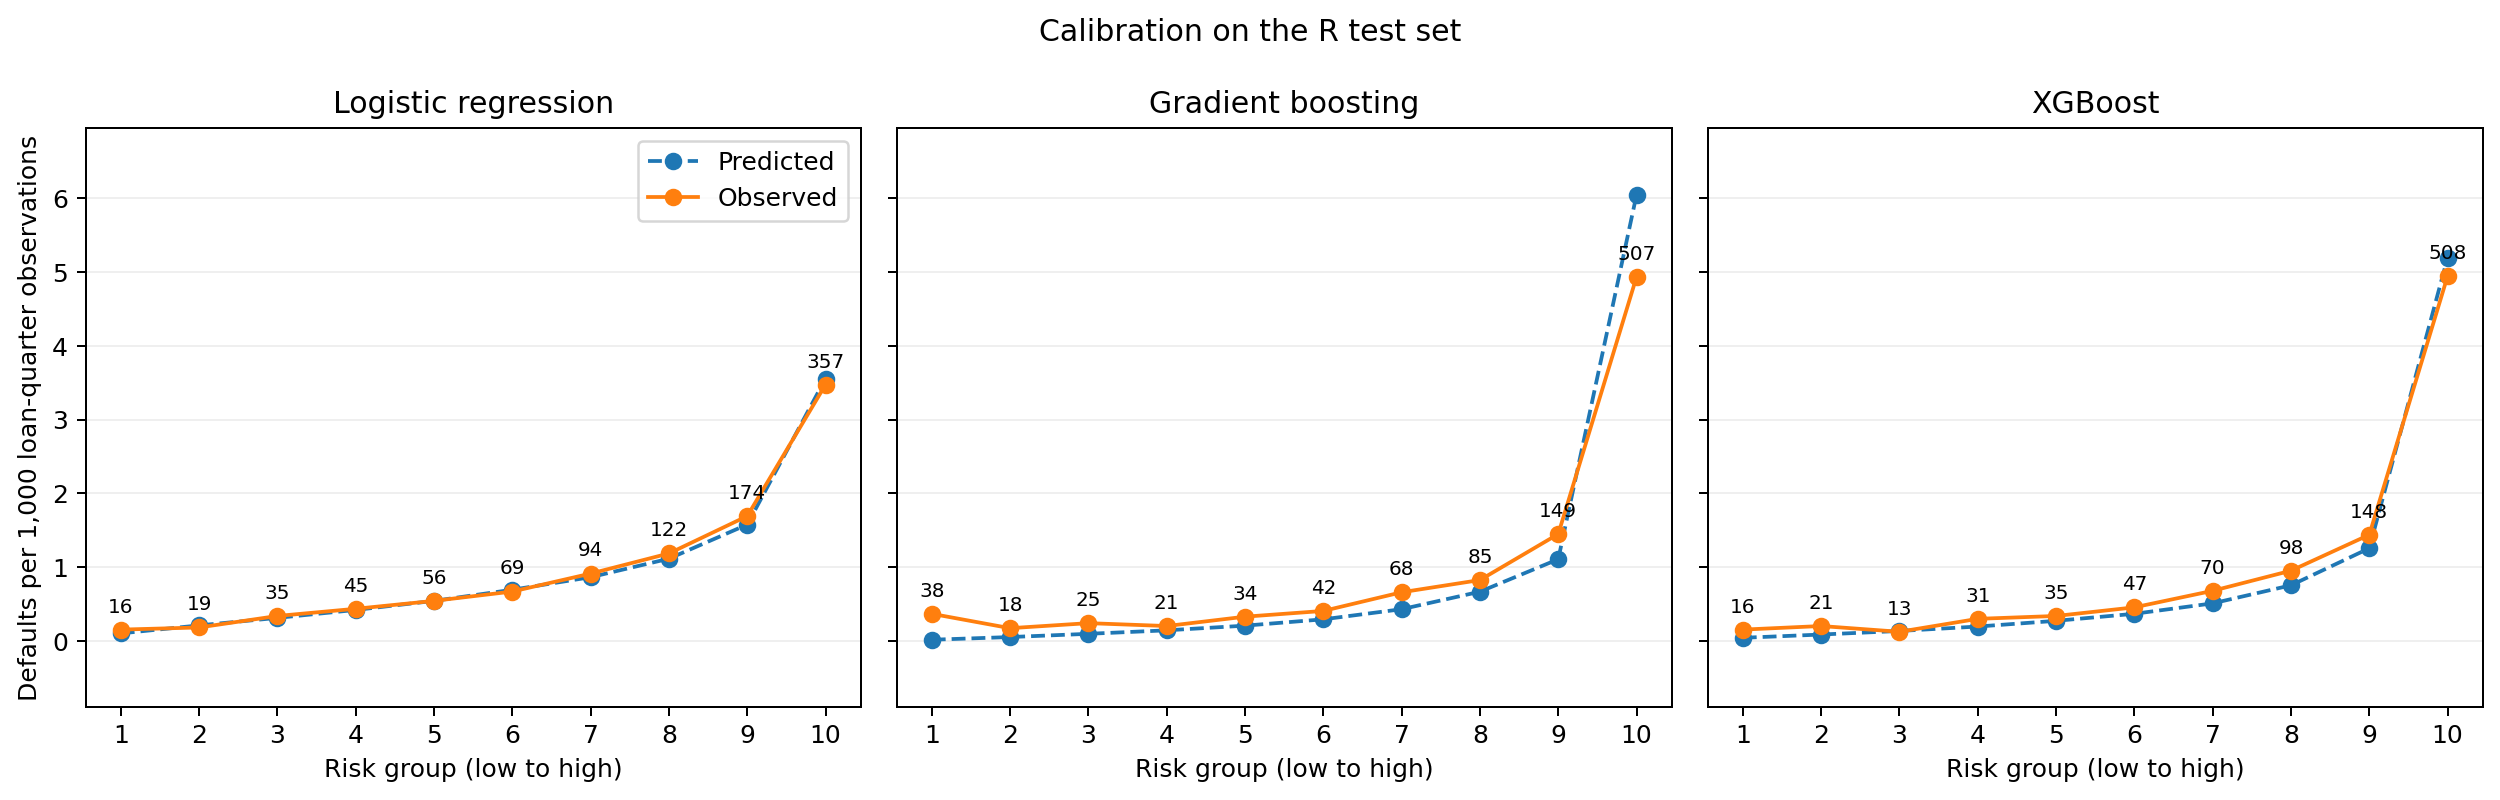 Calibration on the R test set
Logistic regression
Gradient boosting
XGBoost
Defaults per 1,000 loan-quarter observations
6
5
4
3
2
1
0
Predicted
Observed
16 19 35 45 56 69 94 122 174 357
1 2 3 4 5 6 7 8 9 10
Risk group (low to high)
38 18 25 21 34 42 68 85 149 507
1 2 3 4 5 6 7 8 9 10
Risk group (low to high)
16 21 13 31 35 47 70 98 148 508
1 2 3 4 5 6 7 8 9 10
Risk group (low to high)